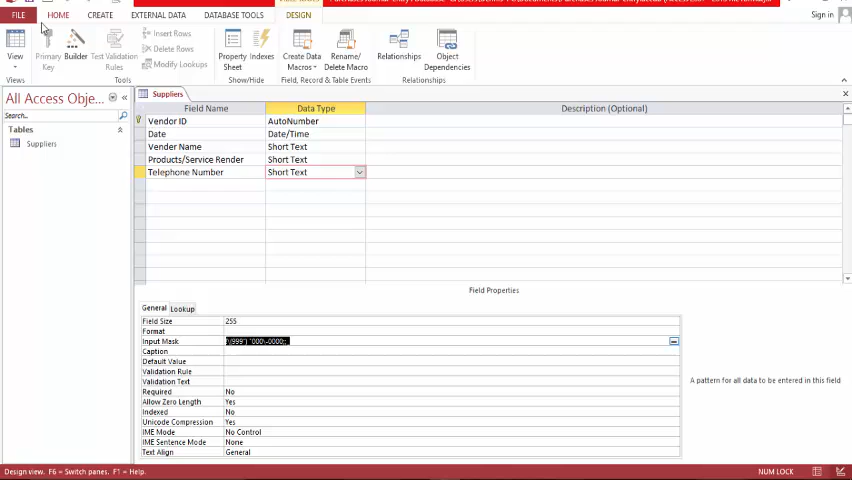 FILE HOME CREATE EXTERNAL DATA DATABASE TOOLS DESIGN Sign in
View Primary Key Builder Test Validation Rules Insert Rows Delete Rows Modify Lookups Property Sheet Indexes Create Data Macros Rename/ Delete Macro Relationships Object Dependencies
Views Tools Show/Hide Field, Record & Table Events Relationships
All Access Obje... Suppliers
Field Name Data Type Description (Optional)
Search...
Vendor ID AutoNumber
Tables Date Date/Time
Suppliers Vendor Name Short Text
Products/Service Render Short Text
Telephone Number Short Text
Field Properties
General Lookup
Field Size 255
Format
Input Mask !\(999") "000\-0000;;
Caption
Default Value
Validation Rule
Validation Text A pattern for all data to be entered in this field
Required No
Allow Zero Length Yes
Indexed No
Unicode Compression Yes
IME Mode No Control
IME Sentence Mode None
Text Align General
Design view. F6 = Switch panes. F1 = Help. NUM LOCK